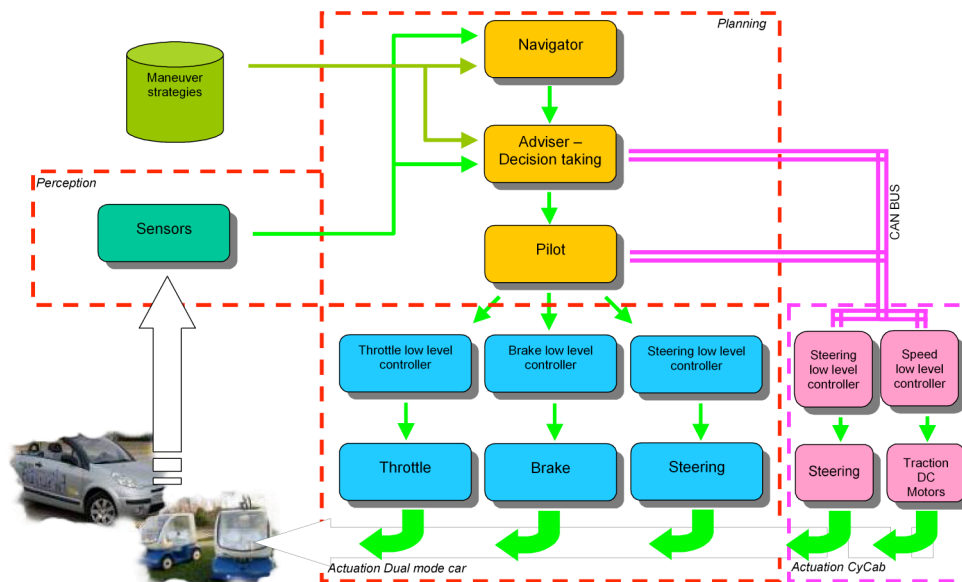 Planning
Navigator
Maneuver
strategies
Adviser –
Decision taking
Perception
Sensors
CAN BUS
Pilot
Throttle low level
controller
Brake low level
controller
Steering low level
controller
Steering
low level
controller
Speed
low level
controller
Throttle
Brake
Steering
Steering
Traction
DC
Motors
Actuation Dual mode car
Actuation CyCab